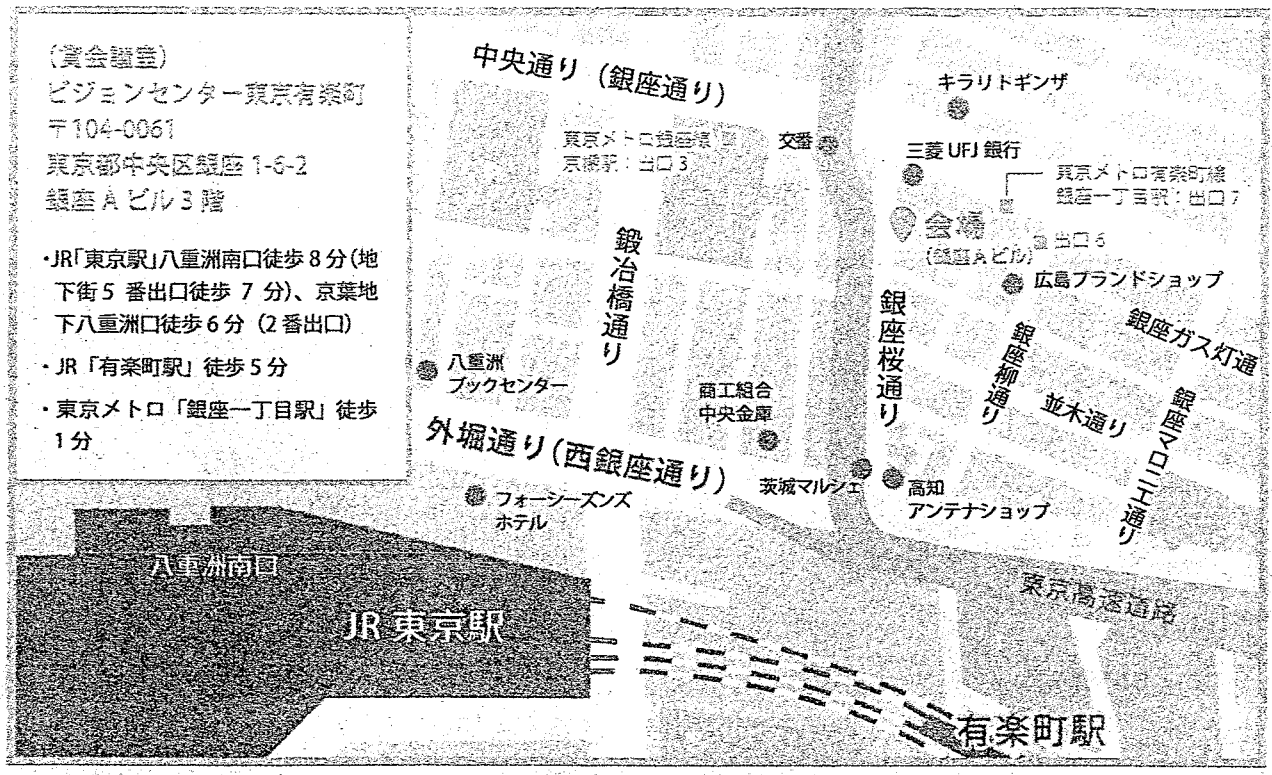 (貸会議室)
ビジョンセンター東京有楽町
〒104-0061
東京都中央区銀座 1-6-2
銀座 A ビル 3 階
・JR「東京駅」八重洲南口徒歩 8 分(地
下街 5 番出口徒歩 7 分)、京葉地
下八重洲口徒歩 6 分（2 番出口）
・JR「有楽町駅」徒歩 5 分
・東京メトロ「銀座一丁目駅」徒歩
1 分
中央通り（銀座通り）
東京メトロ銀座線
京橋駅：出口 3
交番
キラリトギンザ
三菱 UFJ 銀行
東京メトロ有楽町線
銀座一丁目駅：出口 7
会場
(銀座 A ビル)
出口 6
広島ブランドショップ
鍛冶橋通り
銀座桜通り
銀座柳通り
銀座ガス灯通
並木通り
銀座マロニエ通り
八重洲
ブックセンター
商工組合
中央金庫
外堀通り（西銀座通り）
茨城マルシェ
高知
アンテナショップ
フォーシーズンズ
ホテル
八重洲南口
JR 東京駅
東京高速道路
有楽町駅